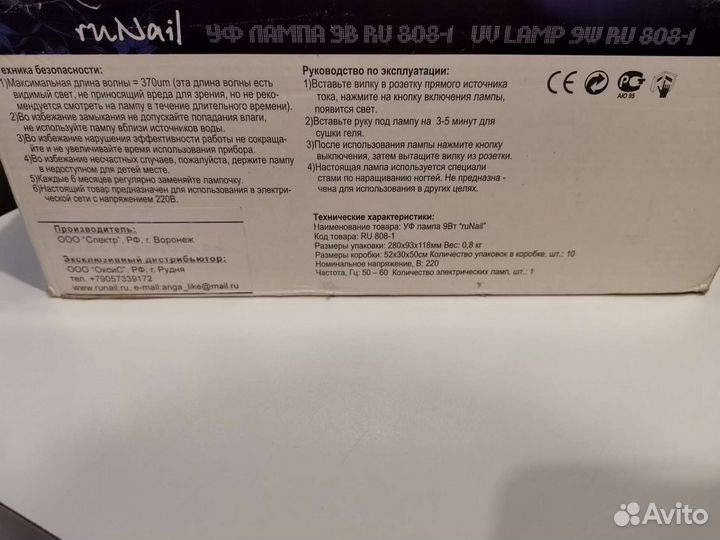 ruNail УФ ЛАМПА 9В RU 808-1 UV LAMP 9W RU 808-1
ехника безопасности:
1)Максимальная длина волны = 370um (эта длина волны есть
видимый свет, не приносящий вреда для зрения, но не реко-
мендуется смотреть на лампу в течение длительного времени).
2)Во избежание замыкания не допускайте попадания влаги,
не используйте лампу вблизи источников воды.
3)Во избежание нарушения эффективности работы не сокраща-
йте и не увеличивайте время использования прибора.
4)Во избежание несчастных случаев, пожалуйста, держите лампу
в недоступном для детей месте.
5)Каждые 6 месяцев регулярно заменяйте лампочку.
6)Настоящий товар предназначен для использования в электри-
ческой сети с напряжением 220В.
Производитель:
ООО "Спектр", РФ, г. Воронеж
Эксклюзивный дистрибьютор:
ООО "ОксиС", РФ, г. Рудня
тел. +79057339172
www.runail.ru, e-mail:anga_like@mail.ru
Руководство по эксплуатации:
1)Вставьте вилку в розетку прямого источника
тока, нажмите на кнопку включения лампы,
появится свет.
2)Вставьте руку под лампу на 3-5 минут для
сушки геля.
3)После использования лампы нажмите кнопку
выключения, затем вытащите вилку из розетки.
4)Настоящая лампа используется специали
стами по наращиванию ногтей. Не предназна -
чена для использования в других целях.
Технические характеристики:
Наименование товара: УФ лампа 9Вт "ruNail"
Код товара: RU 808-1
Размеры упаковки: 280x93x118мм Вес: 0,8 кг
Размеры коробки: 52x30x50см Количество упаковок в коробке, шт.: 10
Номинальное напряжение, В: 220
Частота, Гц: 50 – 60 Количество электрических ламп, шт.: 1
CE
АЮ 95
Avito